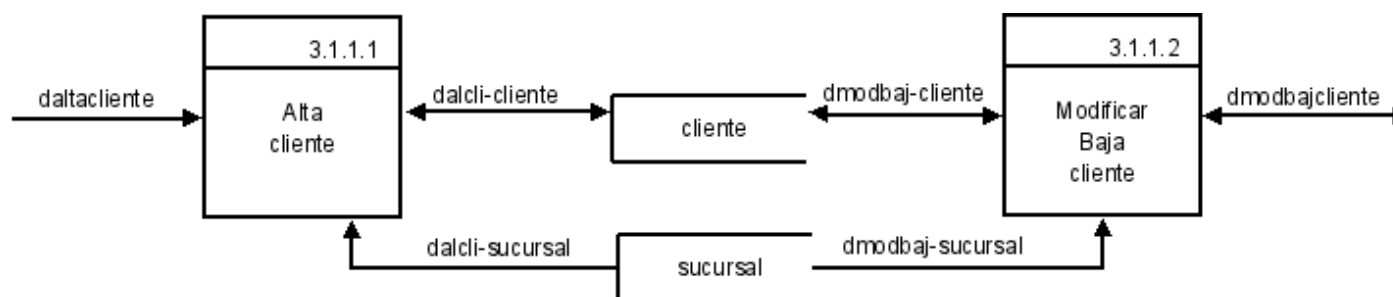 3.1.1.1
3.1.1.2
daltacliente
dalcli-cliente
dmodbaj-cliente
dmodbajcliente
Alta
cliente
cliente
Modificar
Baja
cliente
dalcli-sucursal
dmodbaj-sucursal
sucursal